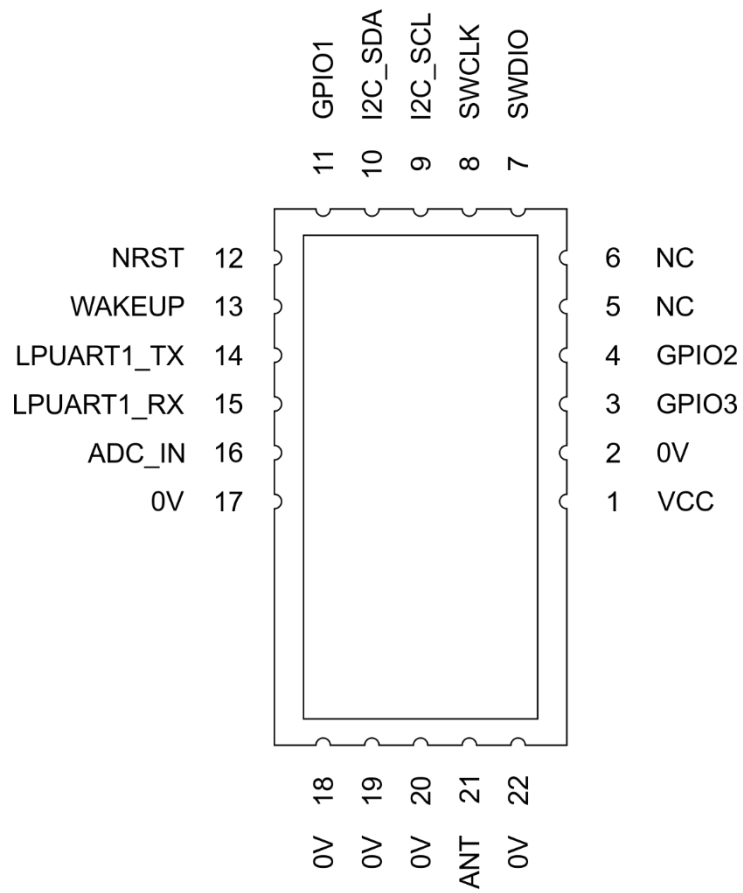 GPIO1
I2C_SDA
I2C_SCL
SWCLK
SWDIO
11 10 9 8 7
NRST 12 6 NC
WAKEUP 13 5 NC
LPUART1_TX 14 4 GPIO2
LPUART1_RX 15 3 GPIO3
ADC_IN 16 2 0V
0V 17 1 VCC
18 19 20 21 22
0V 0V 0V ANT 0V